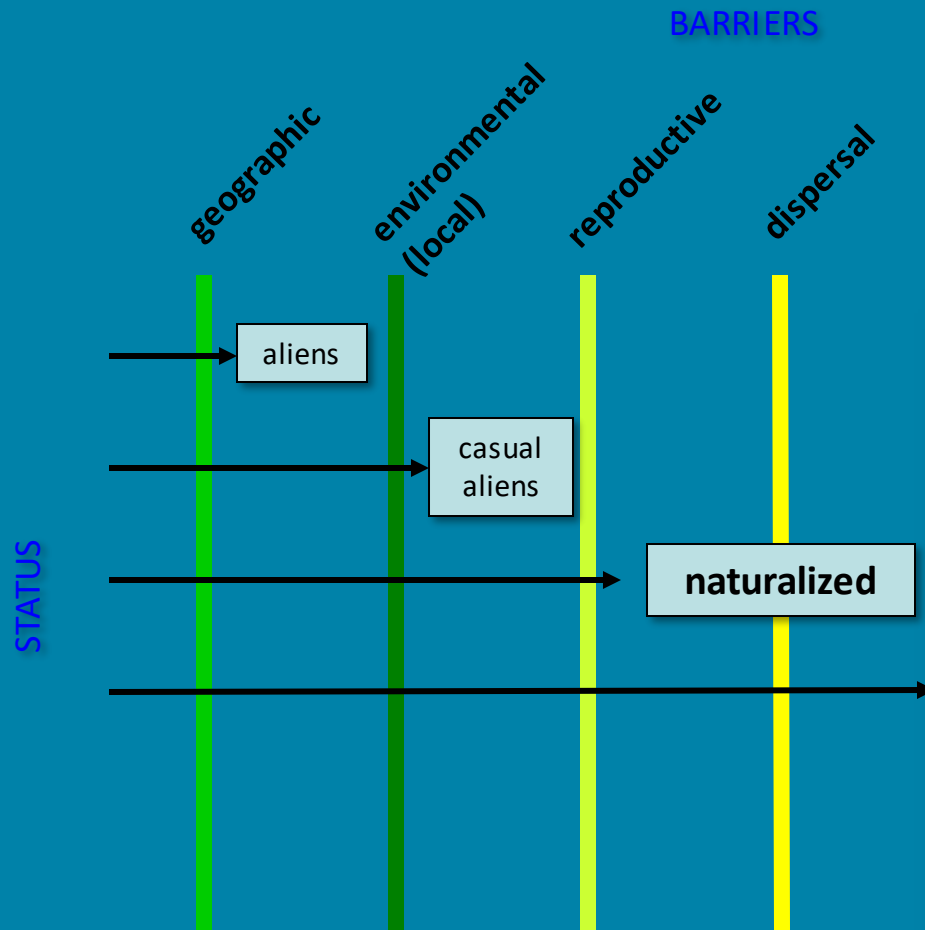 BARRIERS
geographic
environmental
(local)
reproductive
dispersal
aliens
casual
aliens
STATUS
naturalized